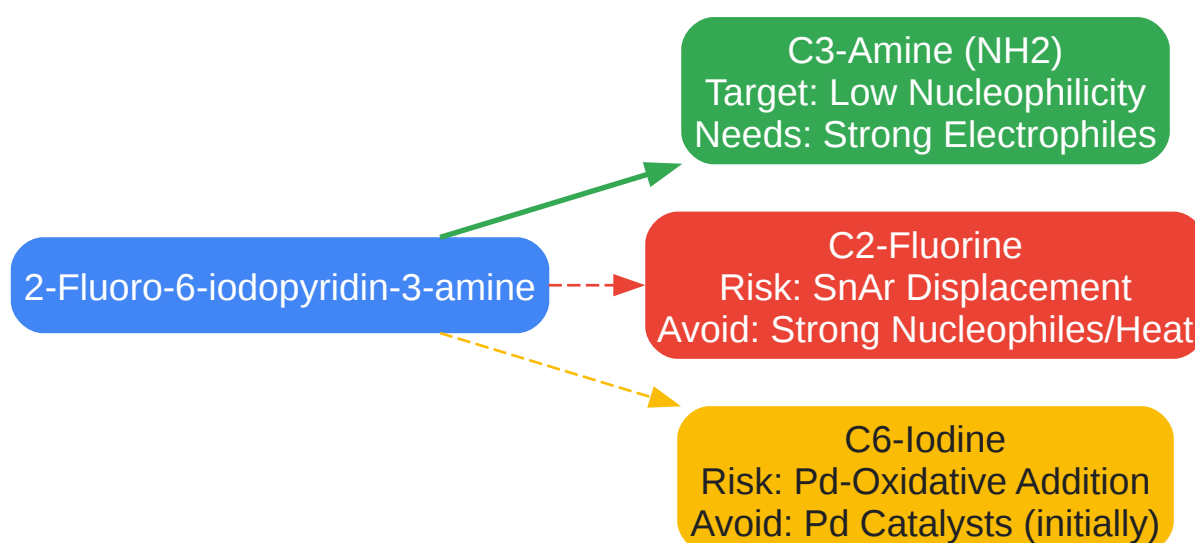 C3-Amine (NH2)
Target: Low Nucleophilicity
Needs: Strong Electrophiles
2-Fluoro-6-iodopyridin-3-amine
C2-Fluorine
Risk: SnAr Displacement
Avoid: Strong Nucleophiles/Heat
C6-Iodine
Risk: Pd-Oxidative Addition
Avoid: Pd Catalysts (initially)